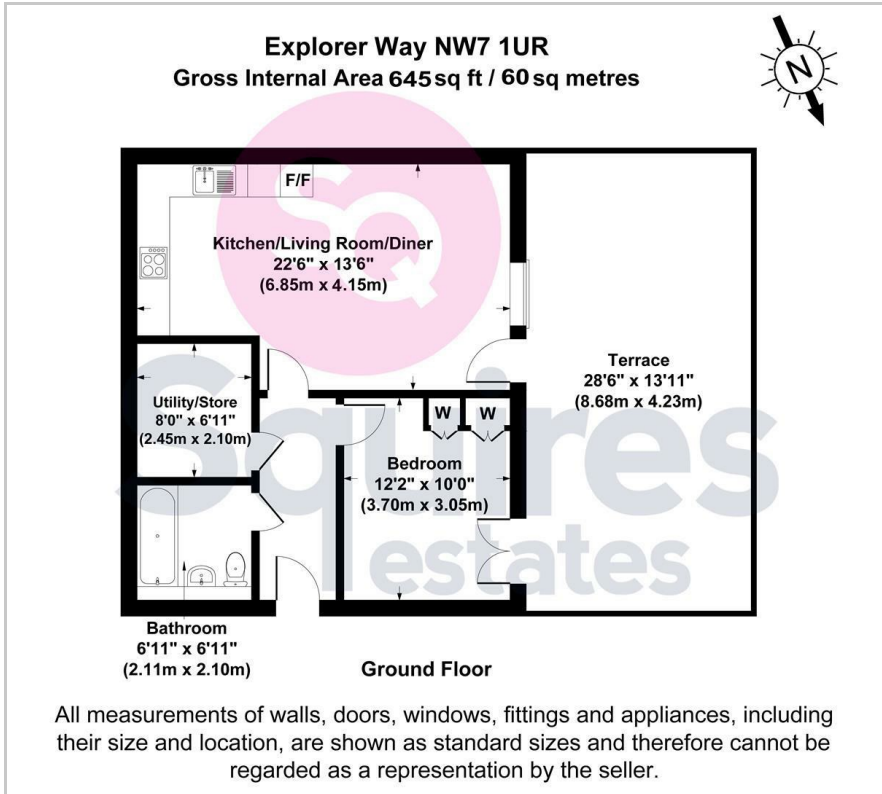 Explorer Way NW7 1UR
Gross Internal Area 645 sq ft / 60 sq metres
N
F/F
Kitchen/Living Room/Diner
22'6" x 13'6"
(6.85m x 4.15m)
SQ
Terrace
28'6" x 13'11"
(8.68m x 4.23m)
Utility/Store
8'0" x 6'11"
(2.45m x 2.10m)
W
W
Bedroom
12'2" x 10'0"
(3.70m x 3.05m)
Squires
estates
Bathroom
6'11" x 6'11"
(2.11m x 2.10m)
Ground Floor
All measurements of walls, doors, windows, fittings and appliances, including
their size and location, are shown as standard sizes and therefore cannot be
regarded as a representation by the seller.